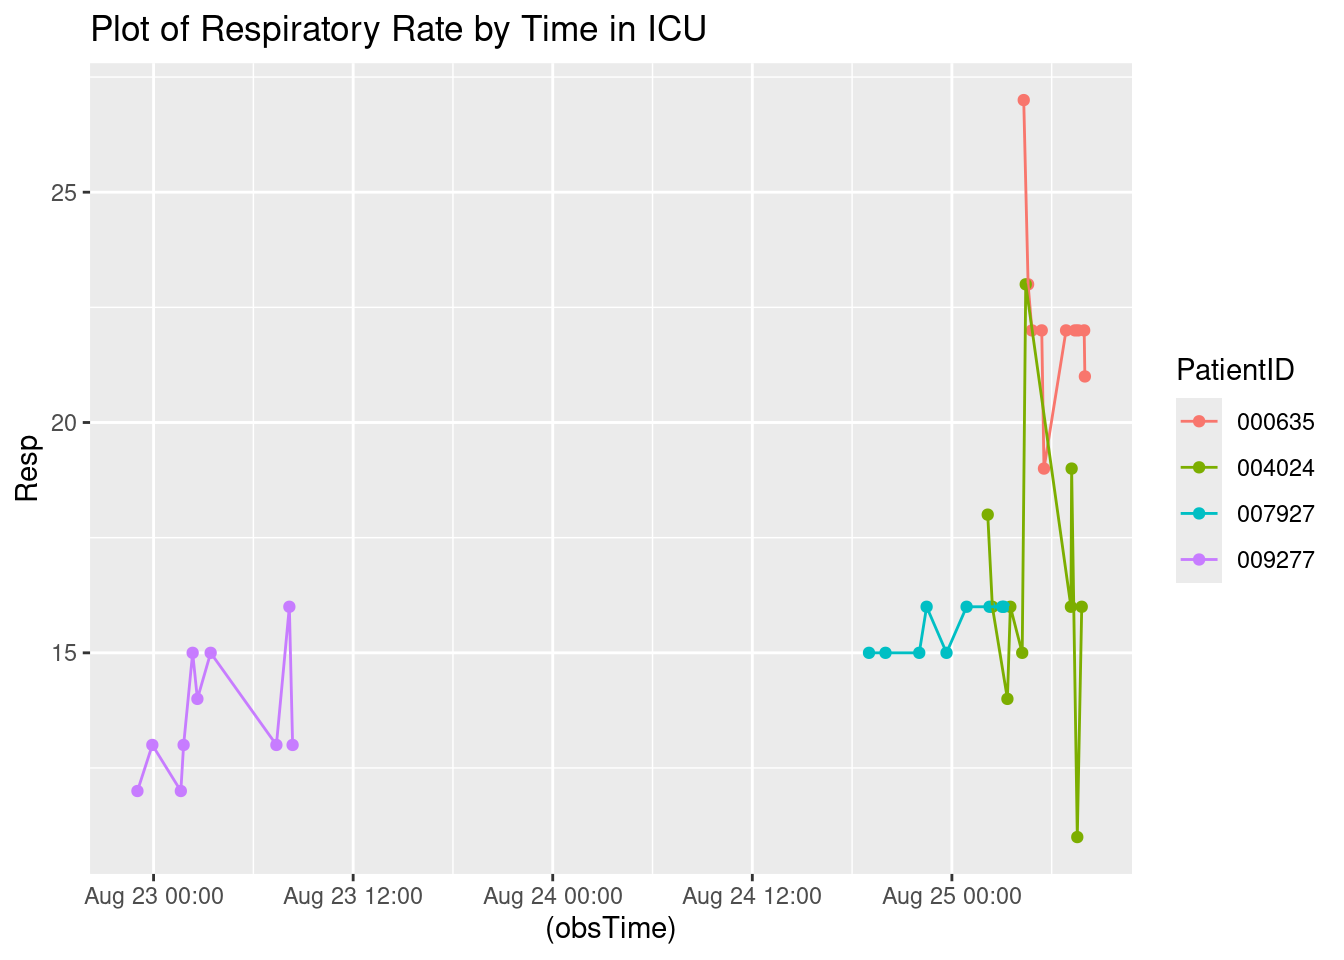 Plot of Respiratory Rate by Time in ICU
25
20
15
Resp
Aug 23 00:00
Aug 23 12:00
Aug 24 00:00
Aug 24 12:00
Aug 25 00:00
(obsTime)
PatientID
000635
004024
007927
009277